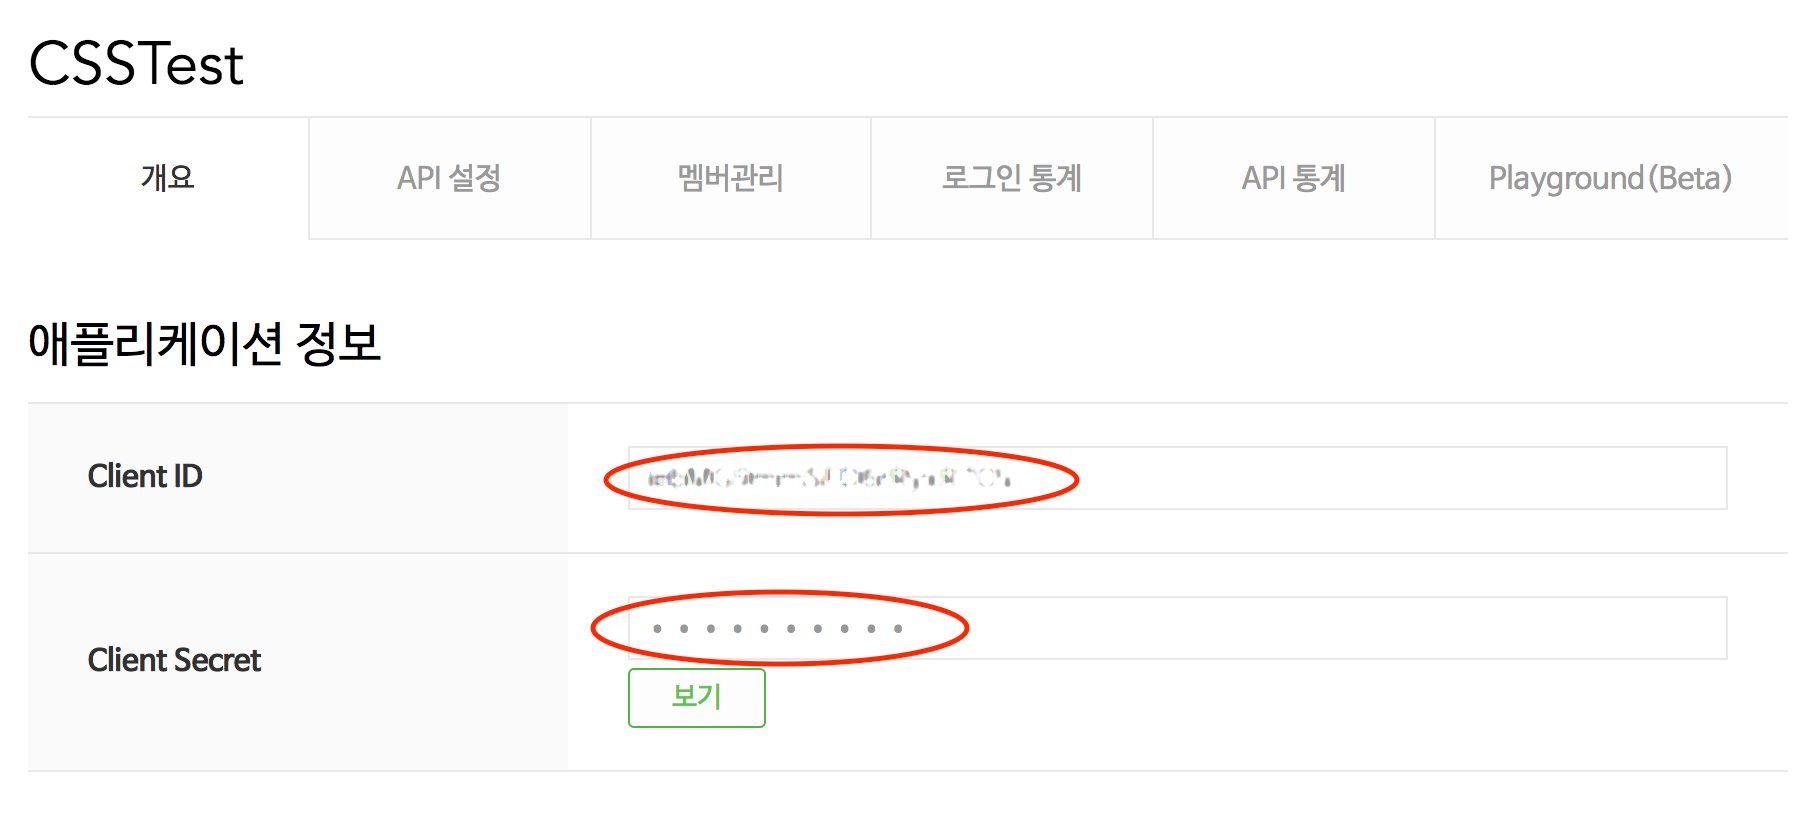 CSSTest
개요 API 설정 멤버관리 로그인 통계 API 통계 Playground(Beta)
애플리케이션 정보
Client ID
Client Secret
보기